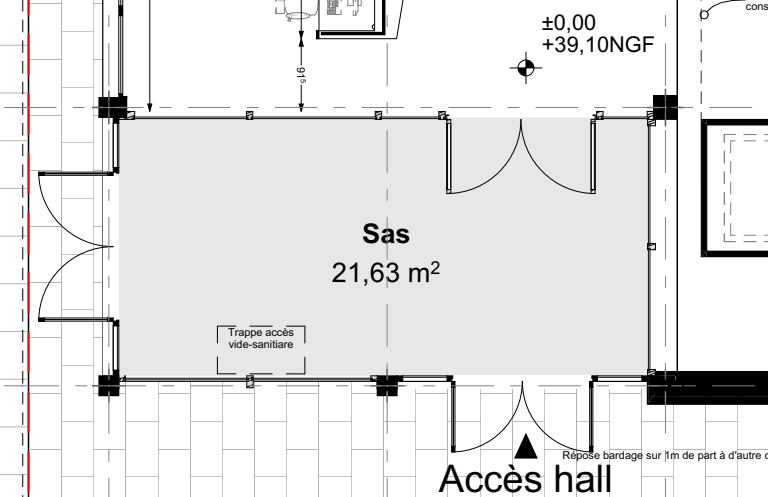 cons
±0,00
+39,10NGF
91⁵
Sas
21,63 m²
Trappe accès
vide-sanitiare
Repose bardage sur 1m de part à d'autre d
Accès hall